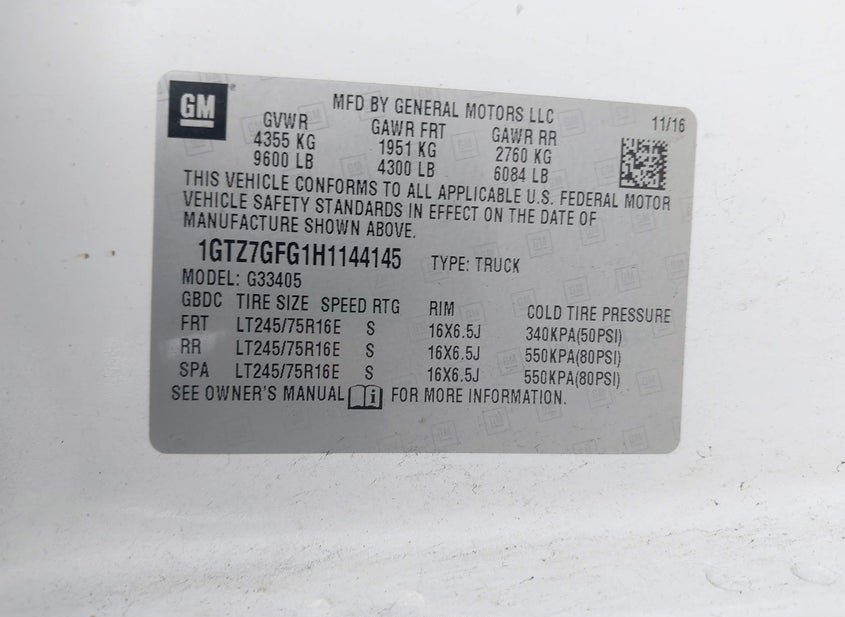 GM
MFD BY GENERAL MOTORS LLC
11/16
GVWR GAWR FRT GAWR RR
4355 KG 1951 KG 2760 KG
9600 LB 4300 LB 6084 LB
THIS VEHICLE CONFORMS TO ALL APPLICABLE U.S. FEDERAL MOTOR
VEHICLE SAFETY STANDARDS IN EFFECT ON THE DATE OF
MANUFACTURE SHOWN ABOVE.
1GTZ7GFG1H1144145 TYPE: TRUCK
MODEL: G33405
GBDC TIRE SIZE SPEED RTG RIM COLD TIRE PRESSURE
FRT LT245/75R16E S 16X6.5J 340KPA(50PSI)
RR LT245/75R16E S 16X6.5J 550KPA(80PSI)
SPA LT245/75R16E S 16X6.5J 550KPA(80PSI)
SEE OWNER'S MANUAL i FOR MORE INFORMATION.